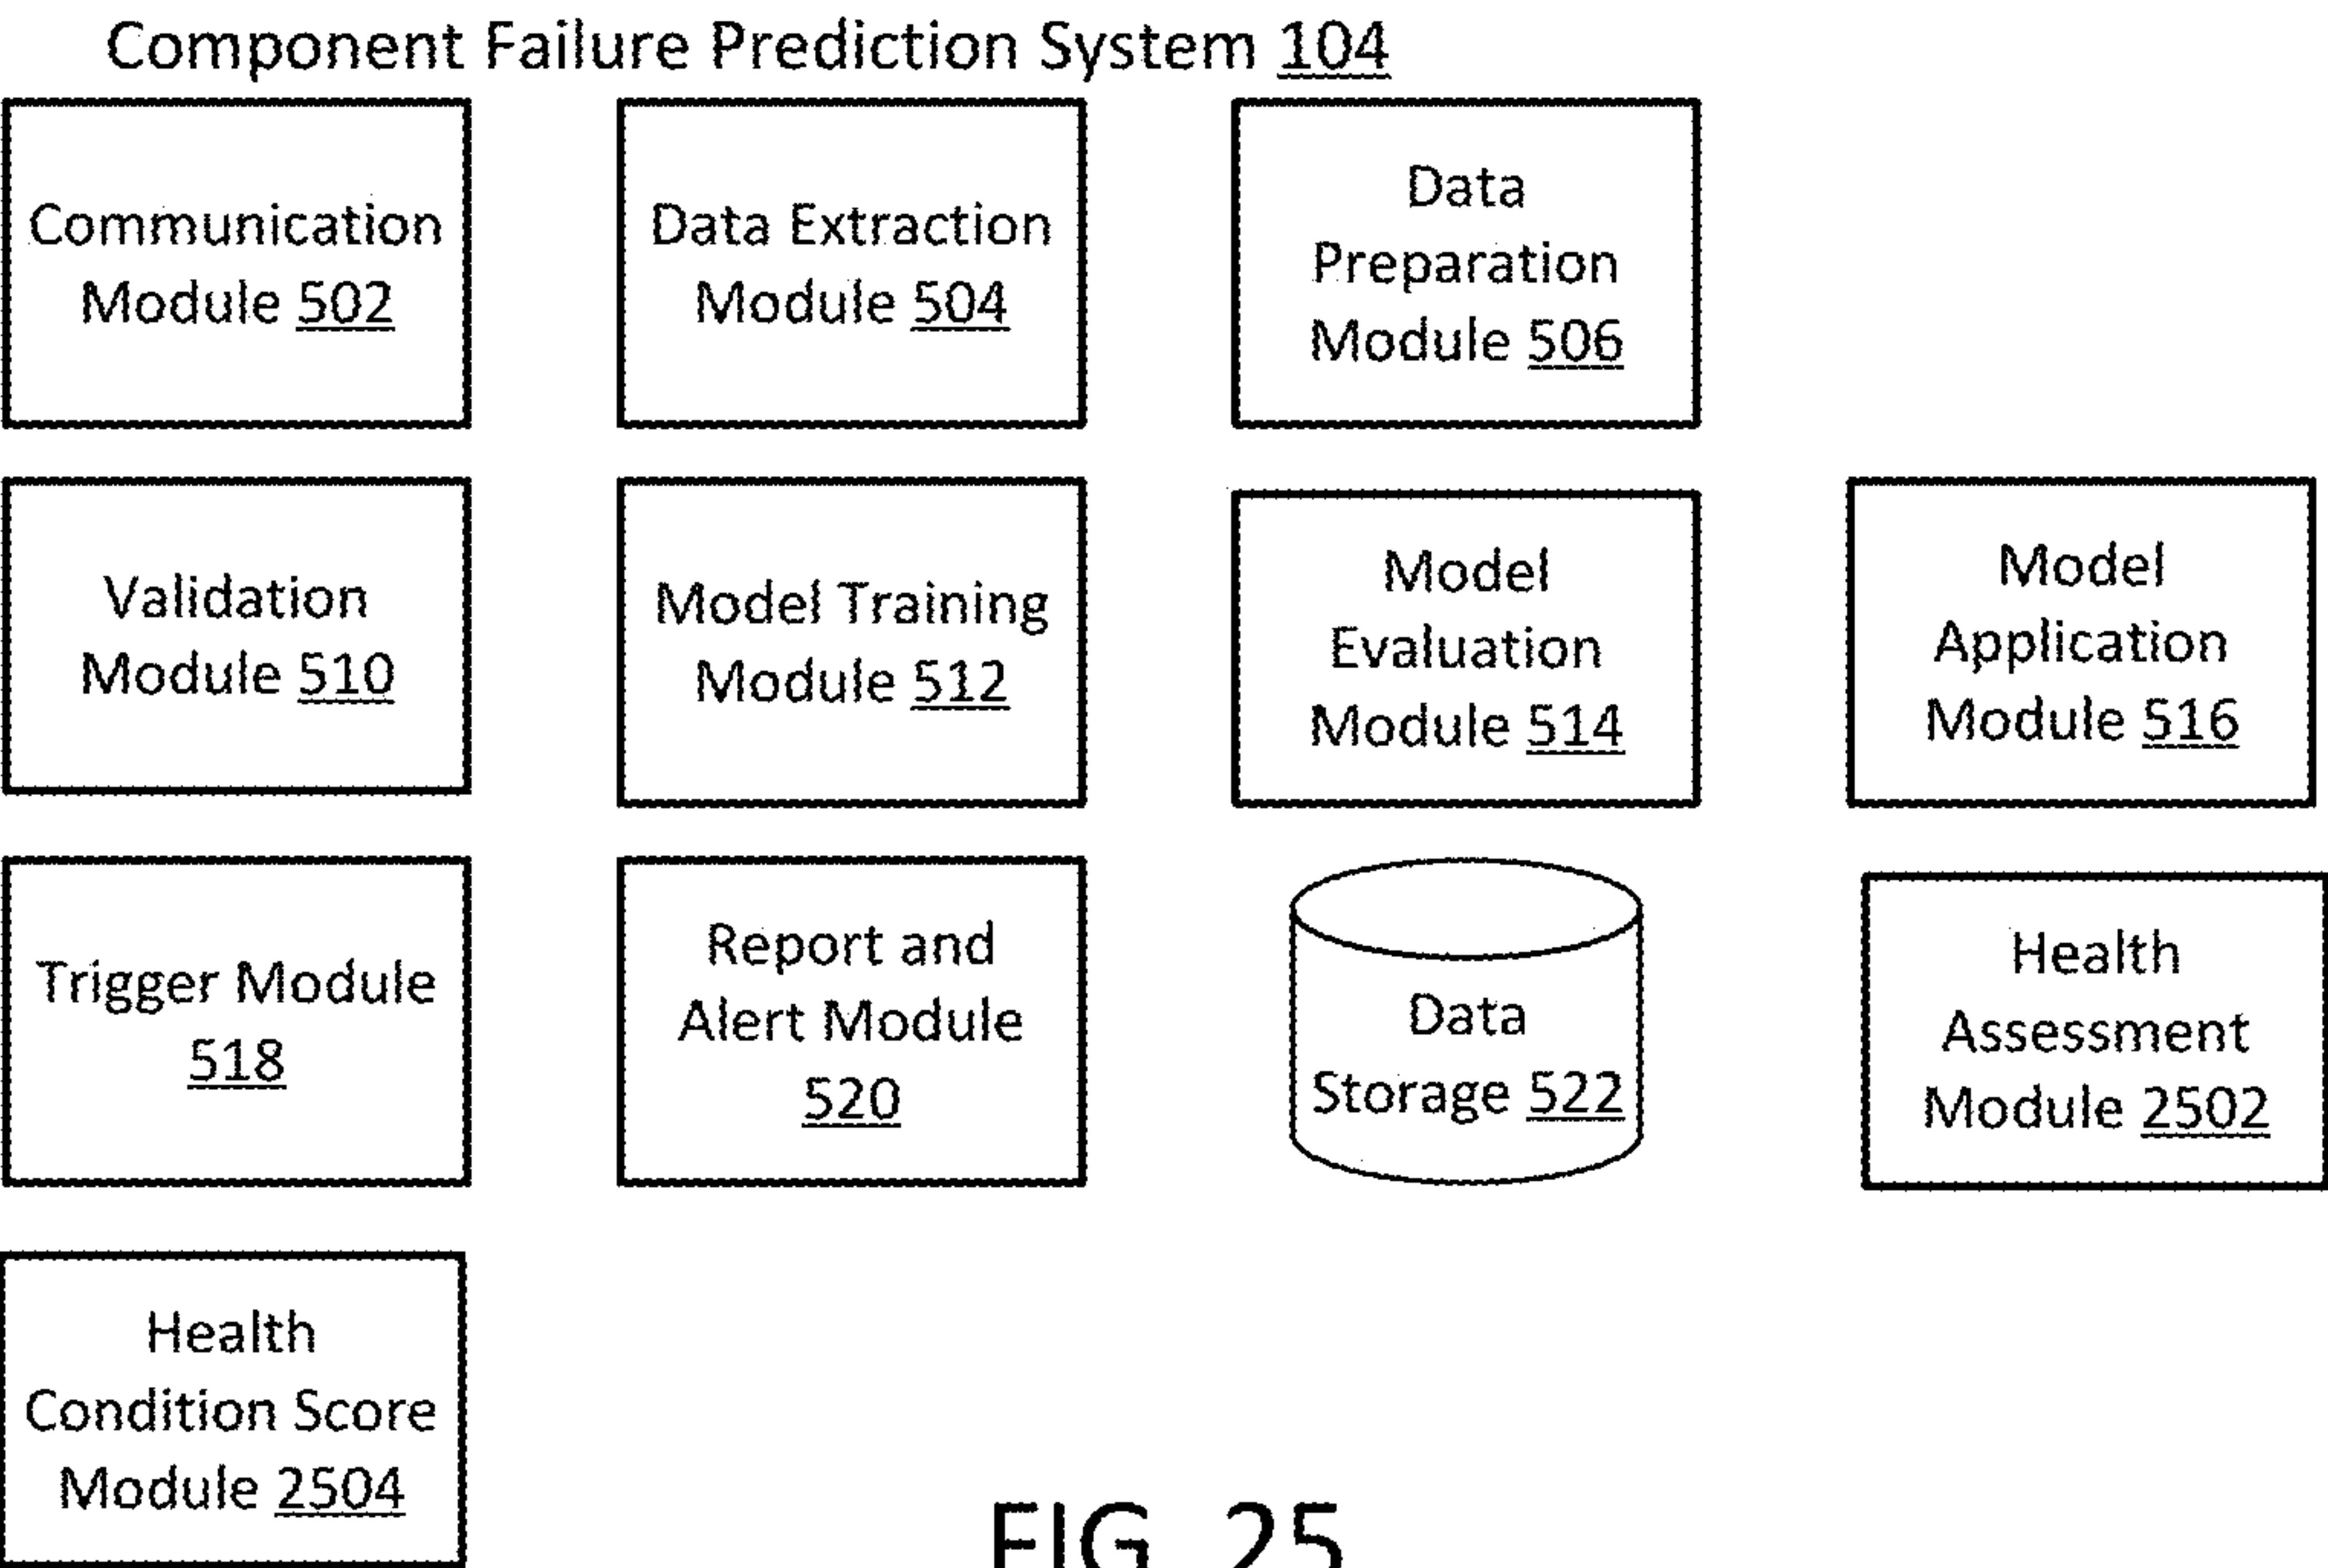 Component Failure Prediction System 104
Communication
Module 502
Data Extraction
Module 504
Data
Preparation
Module 506
Validation
Module 510
Model Training
Module 512
Model
Evaluation
Module 514
Model
Application
Module 516
Trigger Module
518
Report and
Alert Module
520
Data
Storage 522
Health
Assessment
Module 2502
Health
Condition Score
Module 2504
FIG. 25